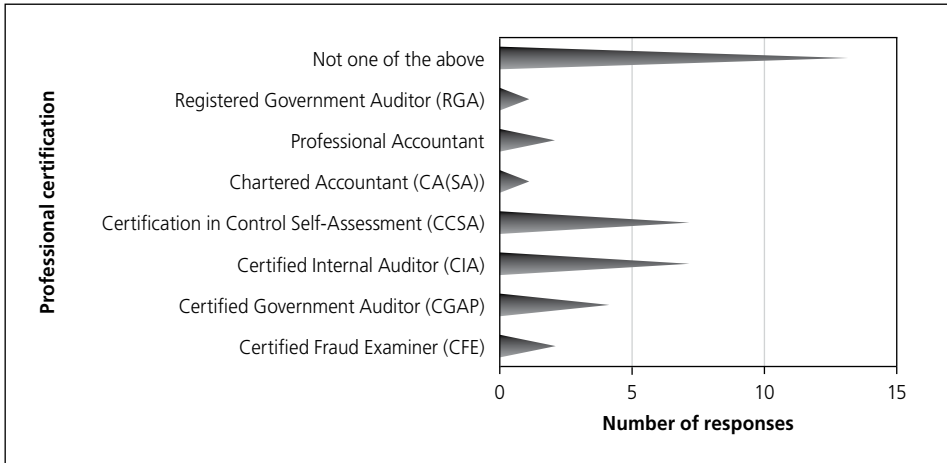 Professional certification
Not one of the above
Registered Government Auditor (RGA)
Professional Accountant
Chartered Accountant (CA(SA))
Certification in Control Self-Assessment (CCSA)
Certified Internal Auditor (CIA)
Certified Government Auditor (CGAP)
Certified Fraud Examiner (CFE)
0 5 10 15
Number of responses